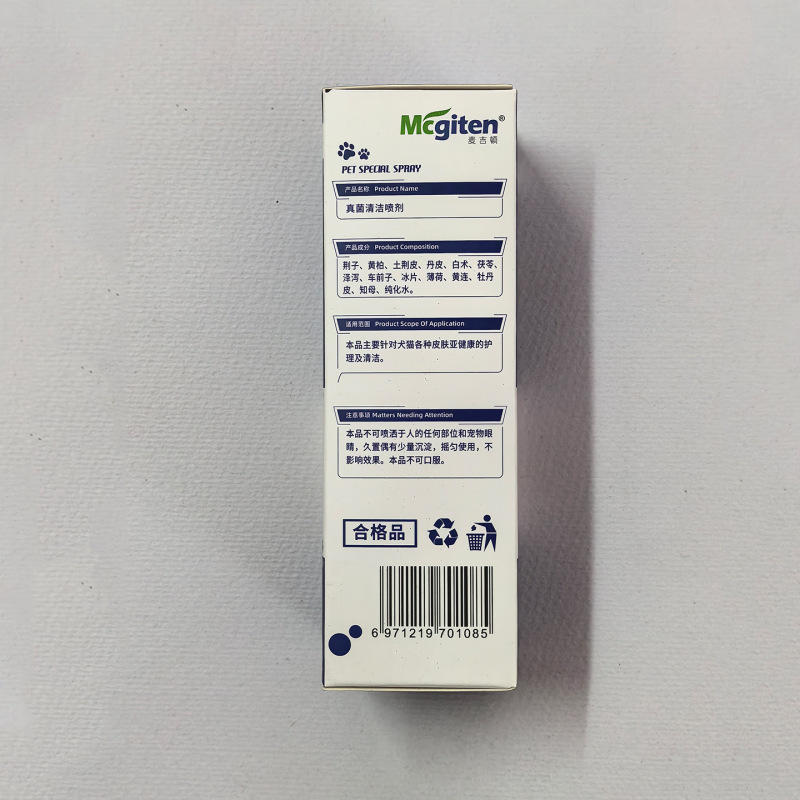 Mcgiten®
麦吉顿
PET SPECIAL SPRAY
产品名称 Product Name
真菌清洁喷剂
产品成分 Product Composition
荆子、黄柏、土荆皮、丹皮、白术、茯苓、
泽泻、车前子、冰片、薄荷、黄连、牡丹
皮、知母、纯化水。
适用范围 Product Scope Of Application
本品主要针对犬猫各种皮肤亚健康的护
理及清洁。
注意事项 Matters Needing Attention
本品不可喷洒于人的任何部位和宠物眼
睛，久置偶有少量沉淀，摇匀使用，不
影响效果。本品不可口服。
合格品
6 971219 701085